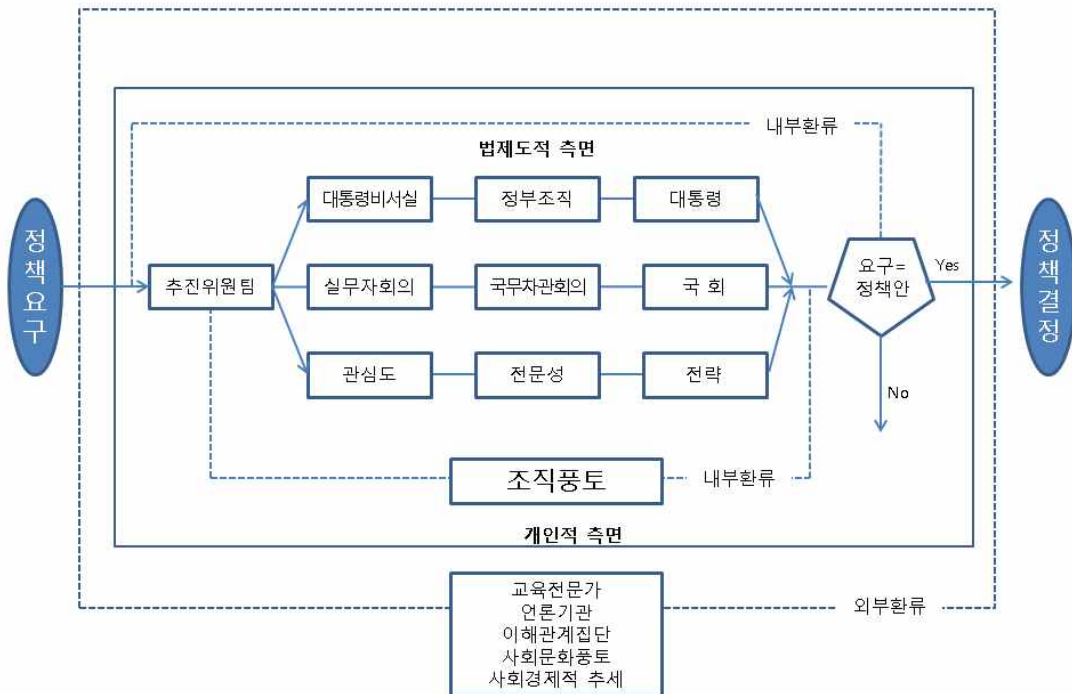 내부환류
법제도적 측면
대통령비서실
정부조직
대통령
정책요구
추진위원팀
실무자회의
국무차관회의
국 회
요구=
정책안
Yes
정책결정
관심도
전문성
전략
No
조직풍토
내부환류
개인적 측면
교육전문가
언론기관
이해관계집단
사회문화풍토
사회경제적 추세
외부환류